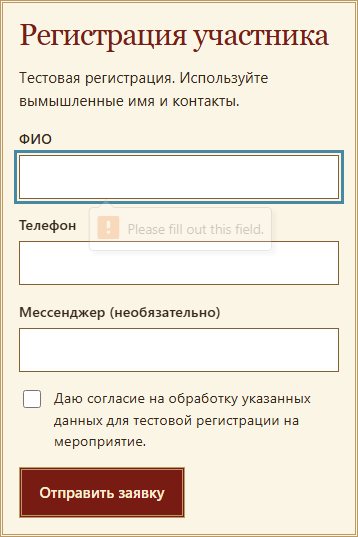 Регистрация участника
Тестовая регистрация. Используйте
вымышленные имя и контакты.
ФИО
Please fill out this field.
Телефон
Мессенджер (необязательно)
Даю согласие на обработку указанных
данных для тестовой регистрации на
мероприятие.
Отправить заявку